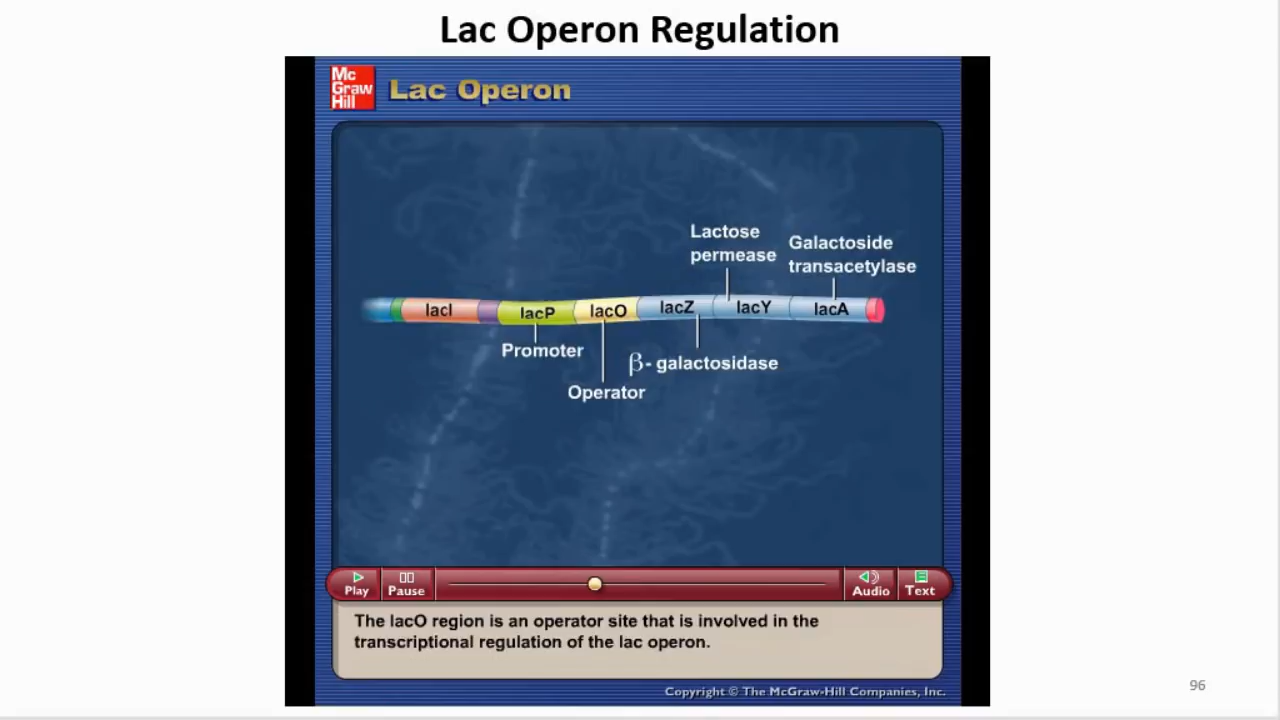 Lac Operon Regulation
Mc
Graw
Hill
Lac Operon
Lactose
permease
Galactoside
transacetylase
lacI
lacP
lacO
lacZ
lacY
lacA
Promoter
β- galactosidase
Operator
Play
Pause
Audio
Text
The lacO region is an operator site that is involved in the
transcriptional regulation of the lac operon.
Copyright © The McGraw-Hill Companies, Inc.
96